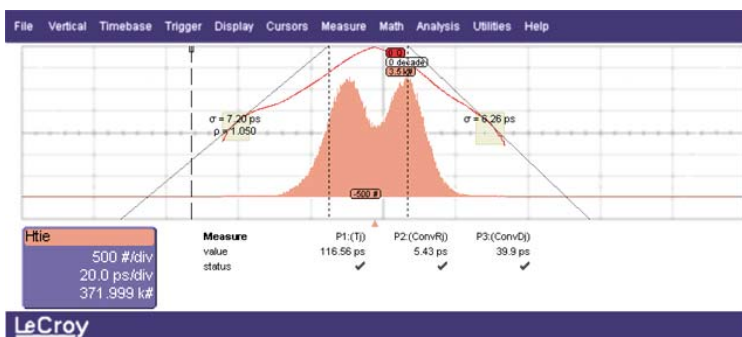 File Vertical Timebase Trigger Display Cursors Measure Math Analysis Utilities Help
0 decade
3.5 k#
σ = 7.20 ps
ρ = 1.050
σ = 6.26 ps
-500 #
Htie
500 #/div
20.0 ps/div
371.999 k#
Measure P1:(Tj) P2:(ConvRj) P3:(ConvDj)
value 116.56 ps 5.43 ps 39.9 ps
status ✓ ✓ ✓
LeCroy